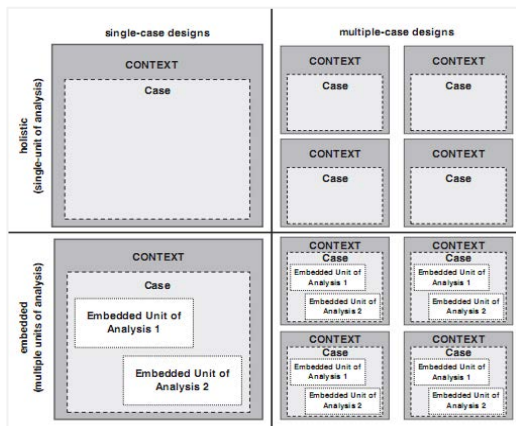 single-case designs
multiple-case designs
holistic
(single-unit of analysis)
CONTEXT
Case
CONTEXT
Case
CONTEXT
Case
CONTEXT
Case
CONTEXT
Case
embedded
(multiple units of analysis)
CONTEXT
Case
Embedded Unit of
Analysis 1
Embedded Unit of
Analysis 2
CONTEXT
Case
Embedded Unit of
Analysis 1
Embedded Unit of
Analysis 2
CONTEXT
Case
Embedded Unit of
Analysis 1
Embedded Unit of
Analysis 2
CONTEXT
Case
Embedded Unit of
Analysis 1
Embedded Unit of
Analysis 2
CONTEXT
Case
Embedded Unit of
Analysis 1
Embedded Unit of
Analysis 2